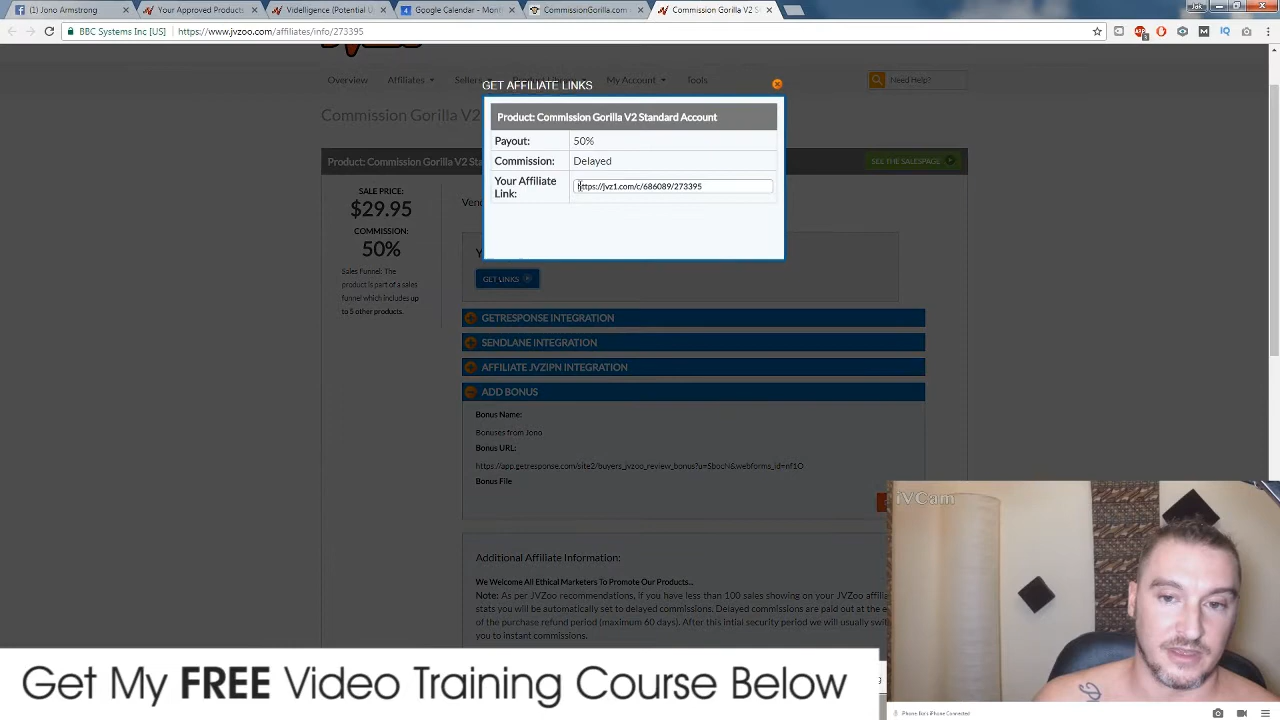 (1) Jono Armstrong
Your Approved Products
Videlligence (Potential U
Google Calendar - Mont
CommissionGorilla.com
Commission Gorilla V2 S
Jok
BBC Systems Inc [US]
https://www.jvzoo.com/affiliates/info/273395
Overview
Affiliates
Sellers
Product Library
My Account
Tools
Need Help?
Commission Gorilla V2
GET AFFILIATE LINKS
Product: Commission Gorilla V2 Standard Account
Payout:
50%
Commission:
Delayed
Your Affiliate
Link:
https://jvz1.com/c/686089/273395
Product: Commission Gorilla V2 S
SEE THE SALESPAGE
SALE PRICE:
$29.95
COMMISSION:
50%
Sales Funnel: The
product is part of a sales
funnel which includes up
to 5 other products.
GET LINKS
GETRESPONSE INTEGRATION
SENDLANE INTEGRATION
AFFILIATE JVZIPN INTEGRATION
ADD BONUS
Bonus Name:
Bonuses from Jono
Bonus URL:
https://app.getresponse.com/site2/buyers_jvzoo_review_bonus?u=SbocN&webforms_id=nf1O
Bonus File
Additional Affiliate Information:
We Welcome All Ethical Marketers To Promote Our Products...
Note: As per JVZoo recommendations, if you have less than 100 sales showing on your JVZoo affilia
stats you will be automatically set to delayed commissions. Delayed commissions are paid out at the e
of the purchase refund period (maximum 60 days). After this intial security period we will usually swi
you to instant commissions.
iVCam
Get My FREE Video Training Course Below